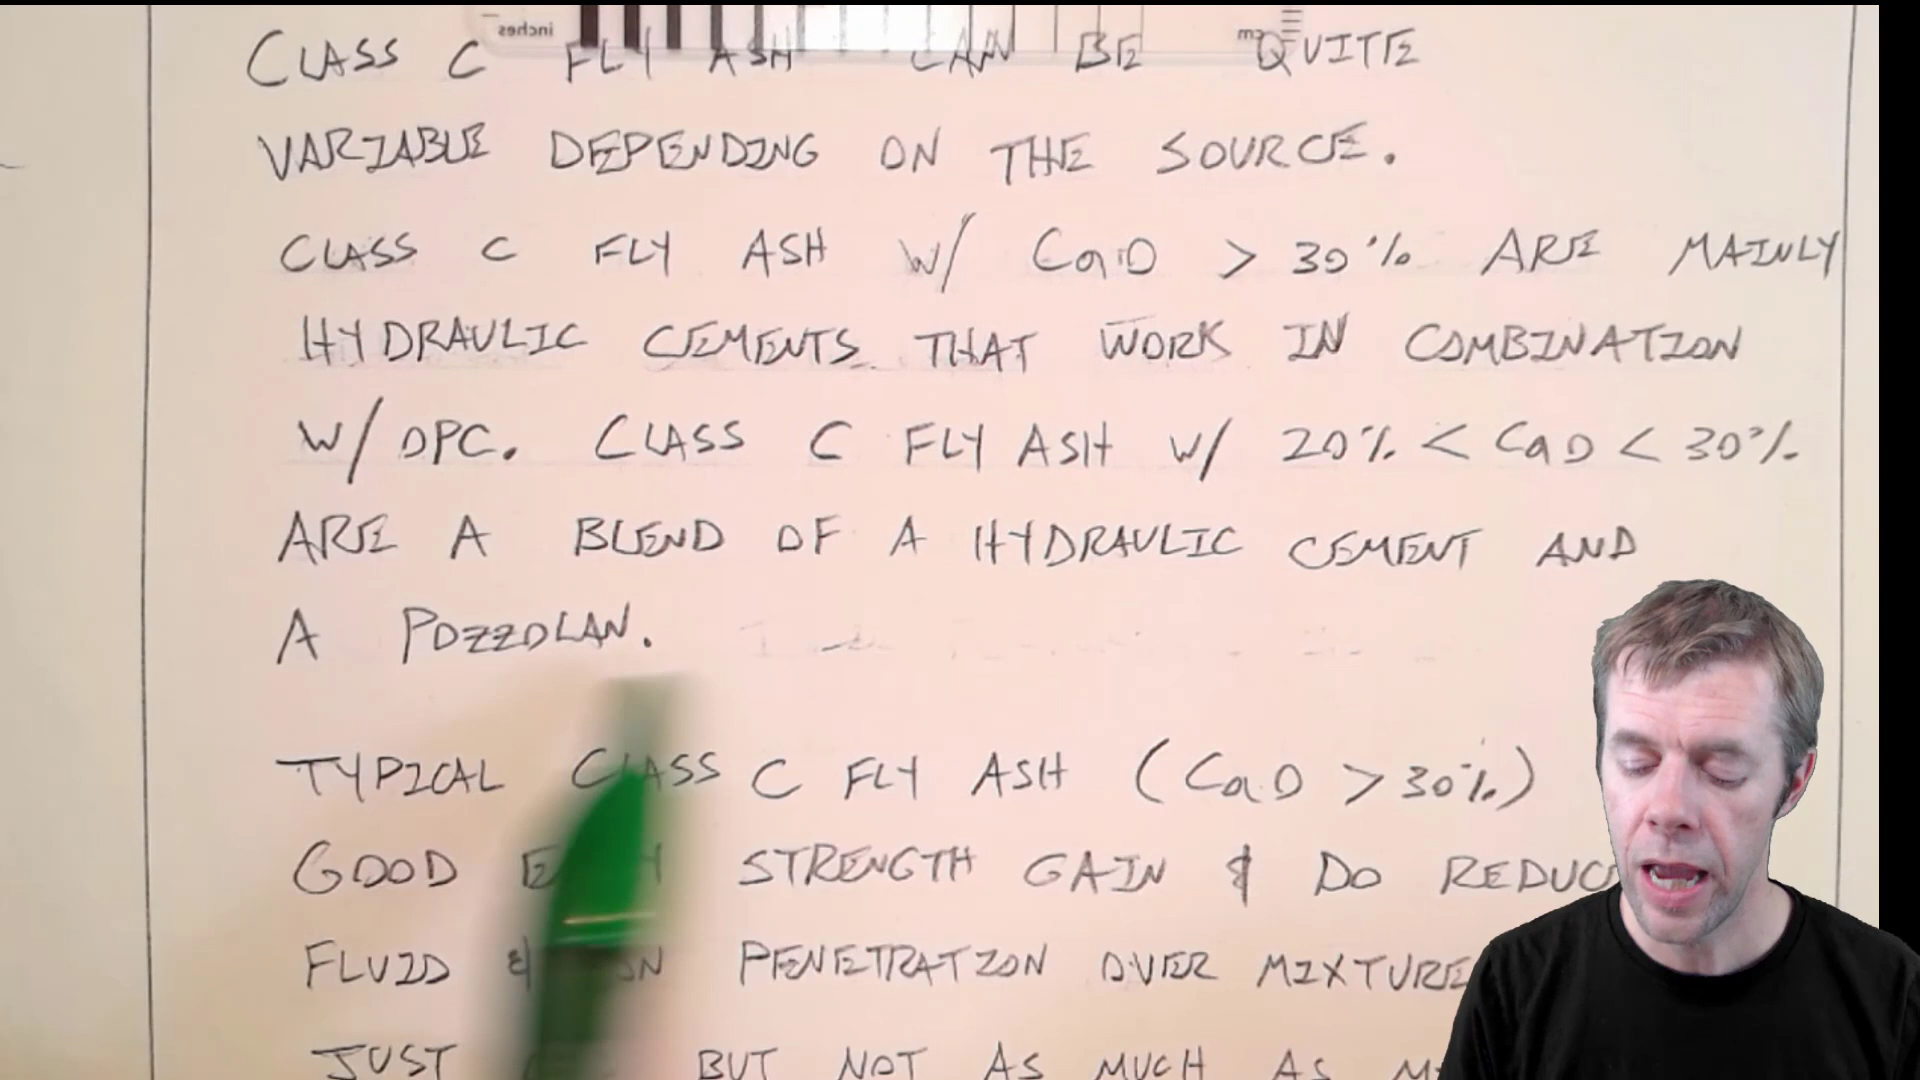 inches
cm
CLASS C FLY ASH CAN BE QUITE
VARIABLE DEPENDING ON THE SOURCE.
CLASS C FLY ASH W/ CaO > 30% ARE MAINLY
HYDRAULIC CEMENTS THAT WORK IN COMBINATION
W/ OPC. CLASS C FLY ASH W/ 20% < CaO < 30%
ARE A BLEND OF A HYDRAULIC CEMENT AND
A POZZOLAN.
TYPICAL CLASS C FLY ASH (CaO > 30%)
GOOD STRENGTH GAIN & DO REDUC
FLUID & PENETRATION OVER MIXTURE
JUST BUT NOT AS MUCH AS